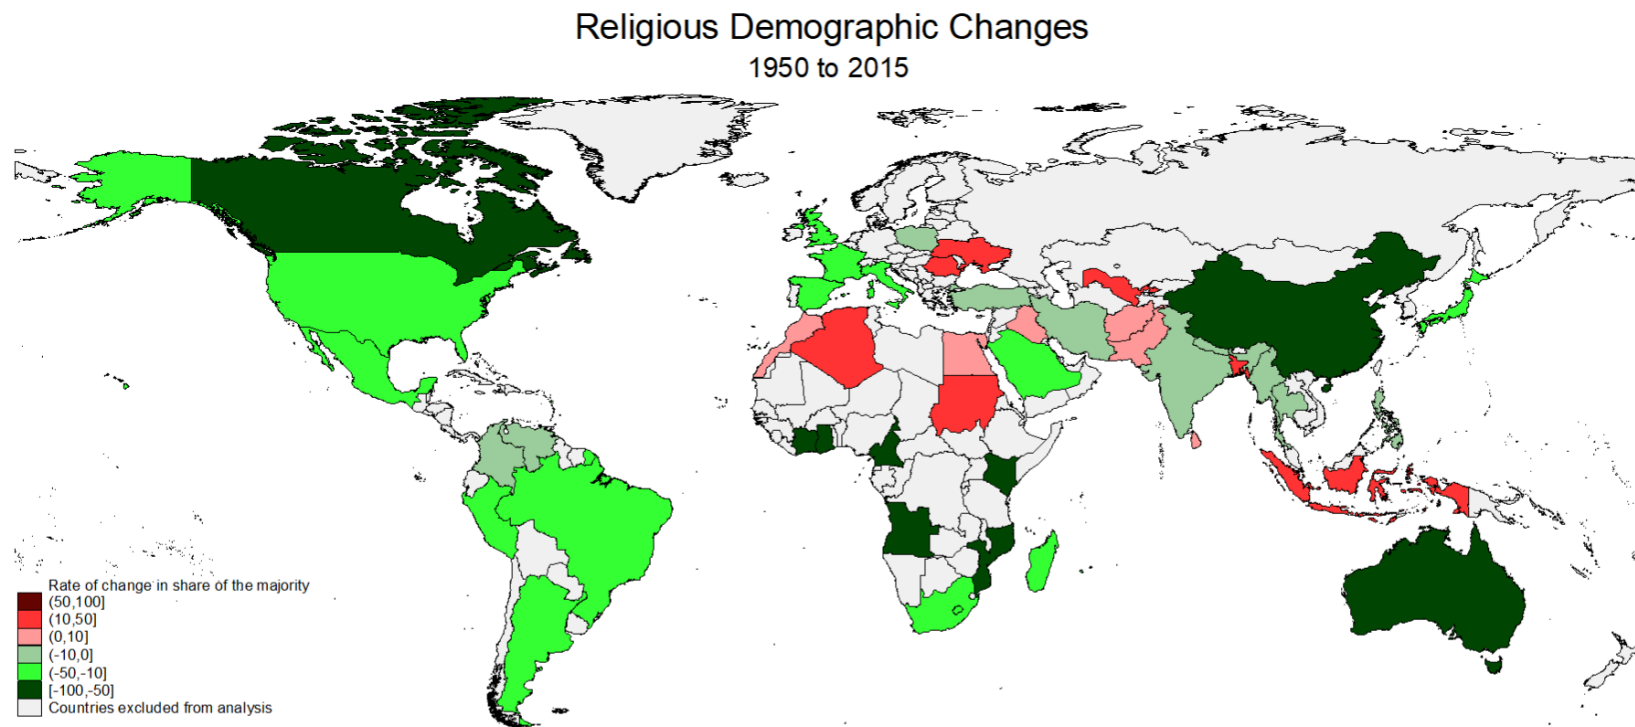 Religious Demographic Changes
1950 to 2015
Rate of change in share of the majority
(50,100]
(10,50]
(0,10]
(-10,0]
(-50,-10]
[-100,-50]
Countries excluded from analysis